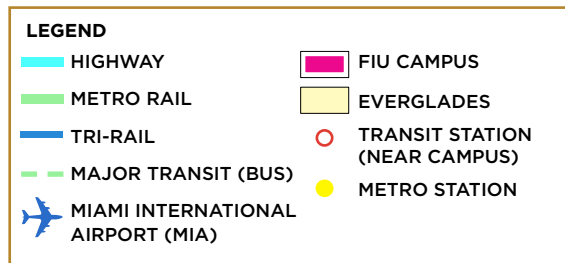 LEGEND
HIGHWAY
METRO RAIL
TRI-RAIL
MAJOR TRANSIT (BUS)
MIAMI INTERNATIONAL
AIRPORT (MIA)
FIU CAMPUS
EVERGLADES
TRANSIT STATION
(NEAR CAMPUS)
METRO STATION